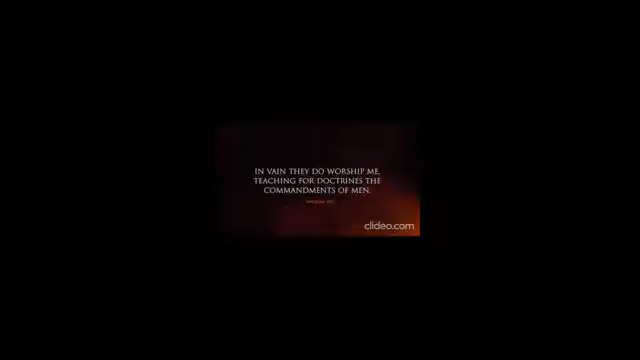 IN VAIN THEY DO WORSHIP ME,
TEACHING FOR DOCTRINES THE
COMMANDMENTS OF MEN.
clideo.com